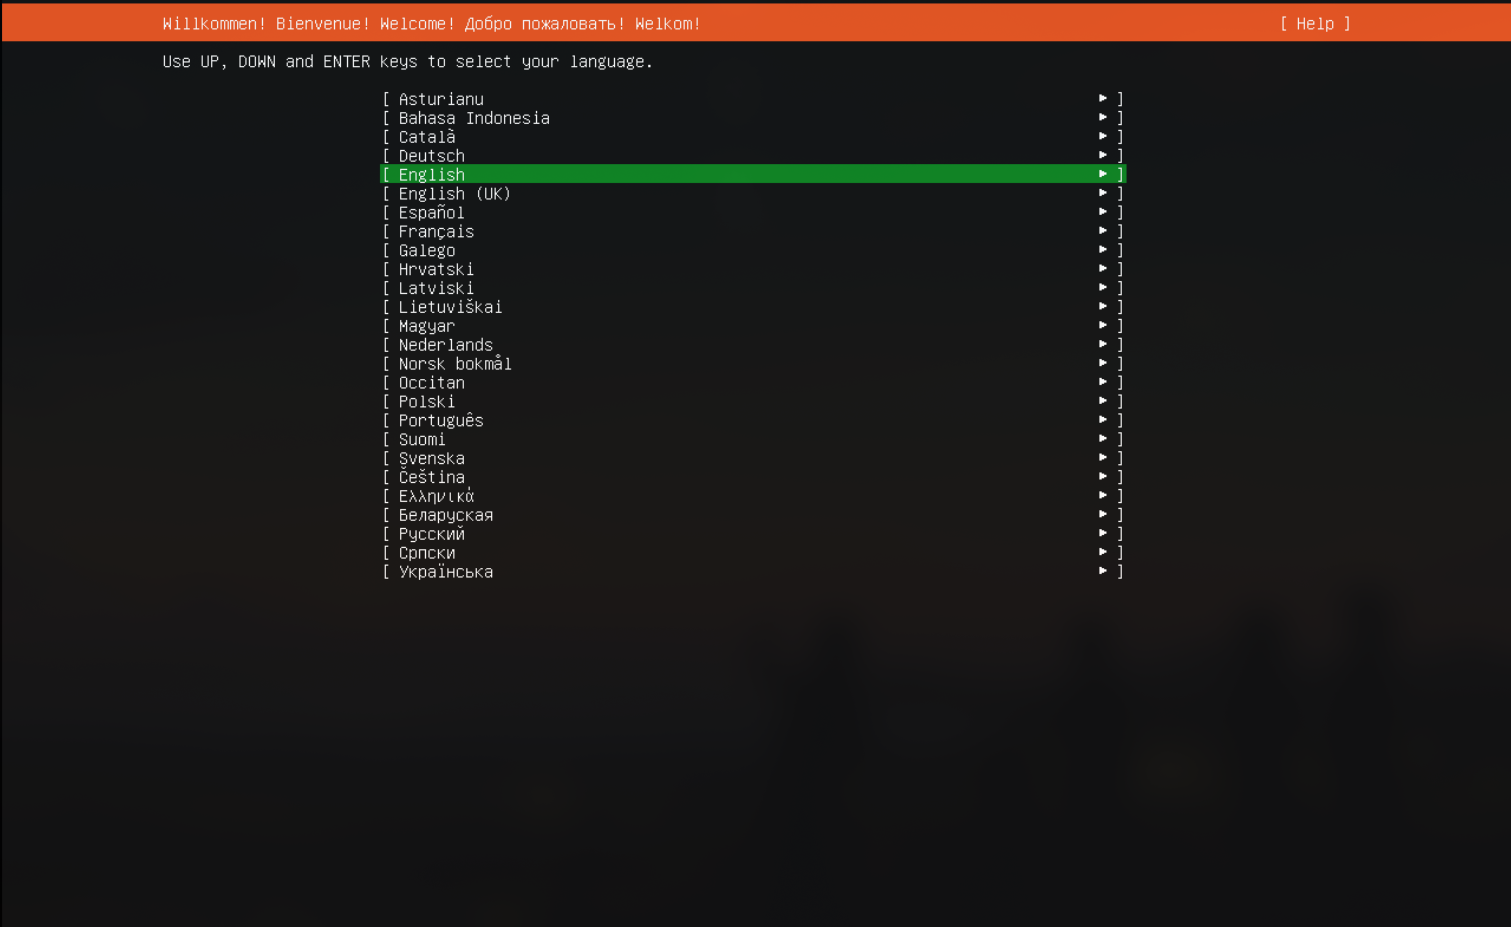 Willkommen! Bienvenue! Welcome! Добро пожаловать! Welkom! [ Help ]
Use UP, DOWN and ENTER keys to select your language.
[ Asturianu ▸ ]
[ Bahasa Indonesia ▸ ]
[ Català ▸ ]
[ Deutsch ▸ ]
[ English ▸ ]
[ English (UK) ▸ ]
[ Español ▸ ]
[ Français ▸ ]
[ Galego ▸ ]
[ Hrvatski ▸ ]
[ Latviski ▸ ]
[ Lietuviškai ▸ ]
[ Magyar ▸ ]
[ Nederlands ▸ ]
[ Norsk bokmål ▸ ]
[ Occitan ▸ ]
[ Polski ▸ ]
[ Português ▸ ]
[ Suomi ▸ ]
[ Svenska ▸ ]
[ Čeština ▸ ]
[ Ελληνικά ▸ ]
[ Беларуская ▸ ]
[ Русский ▸ ]
[ Српски ▸ ]
[ Українська ▸ ]